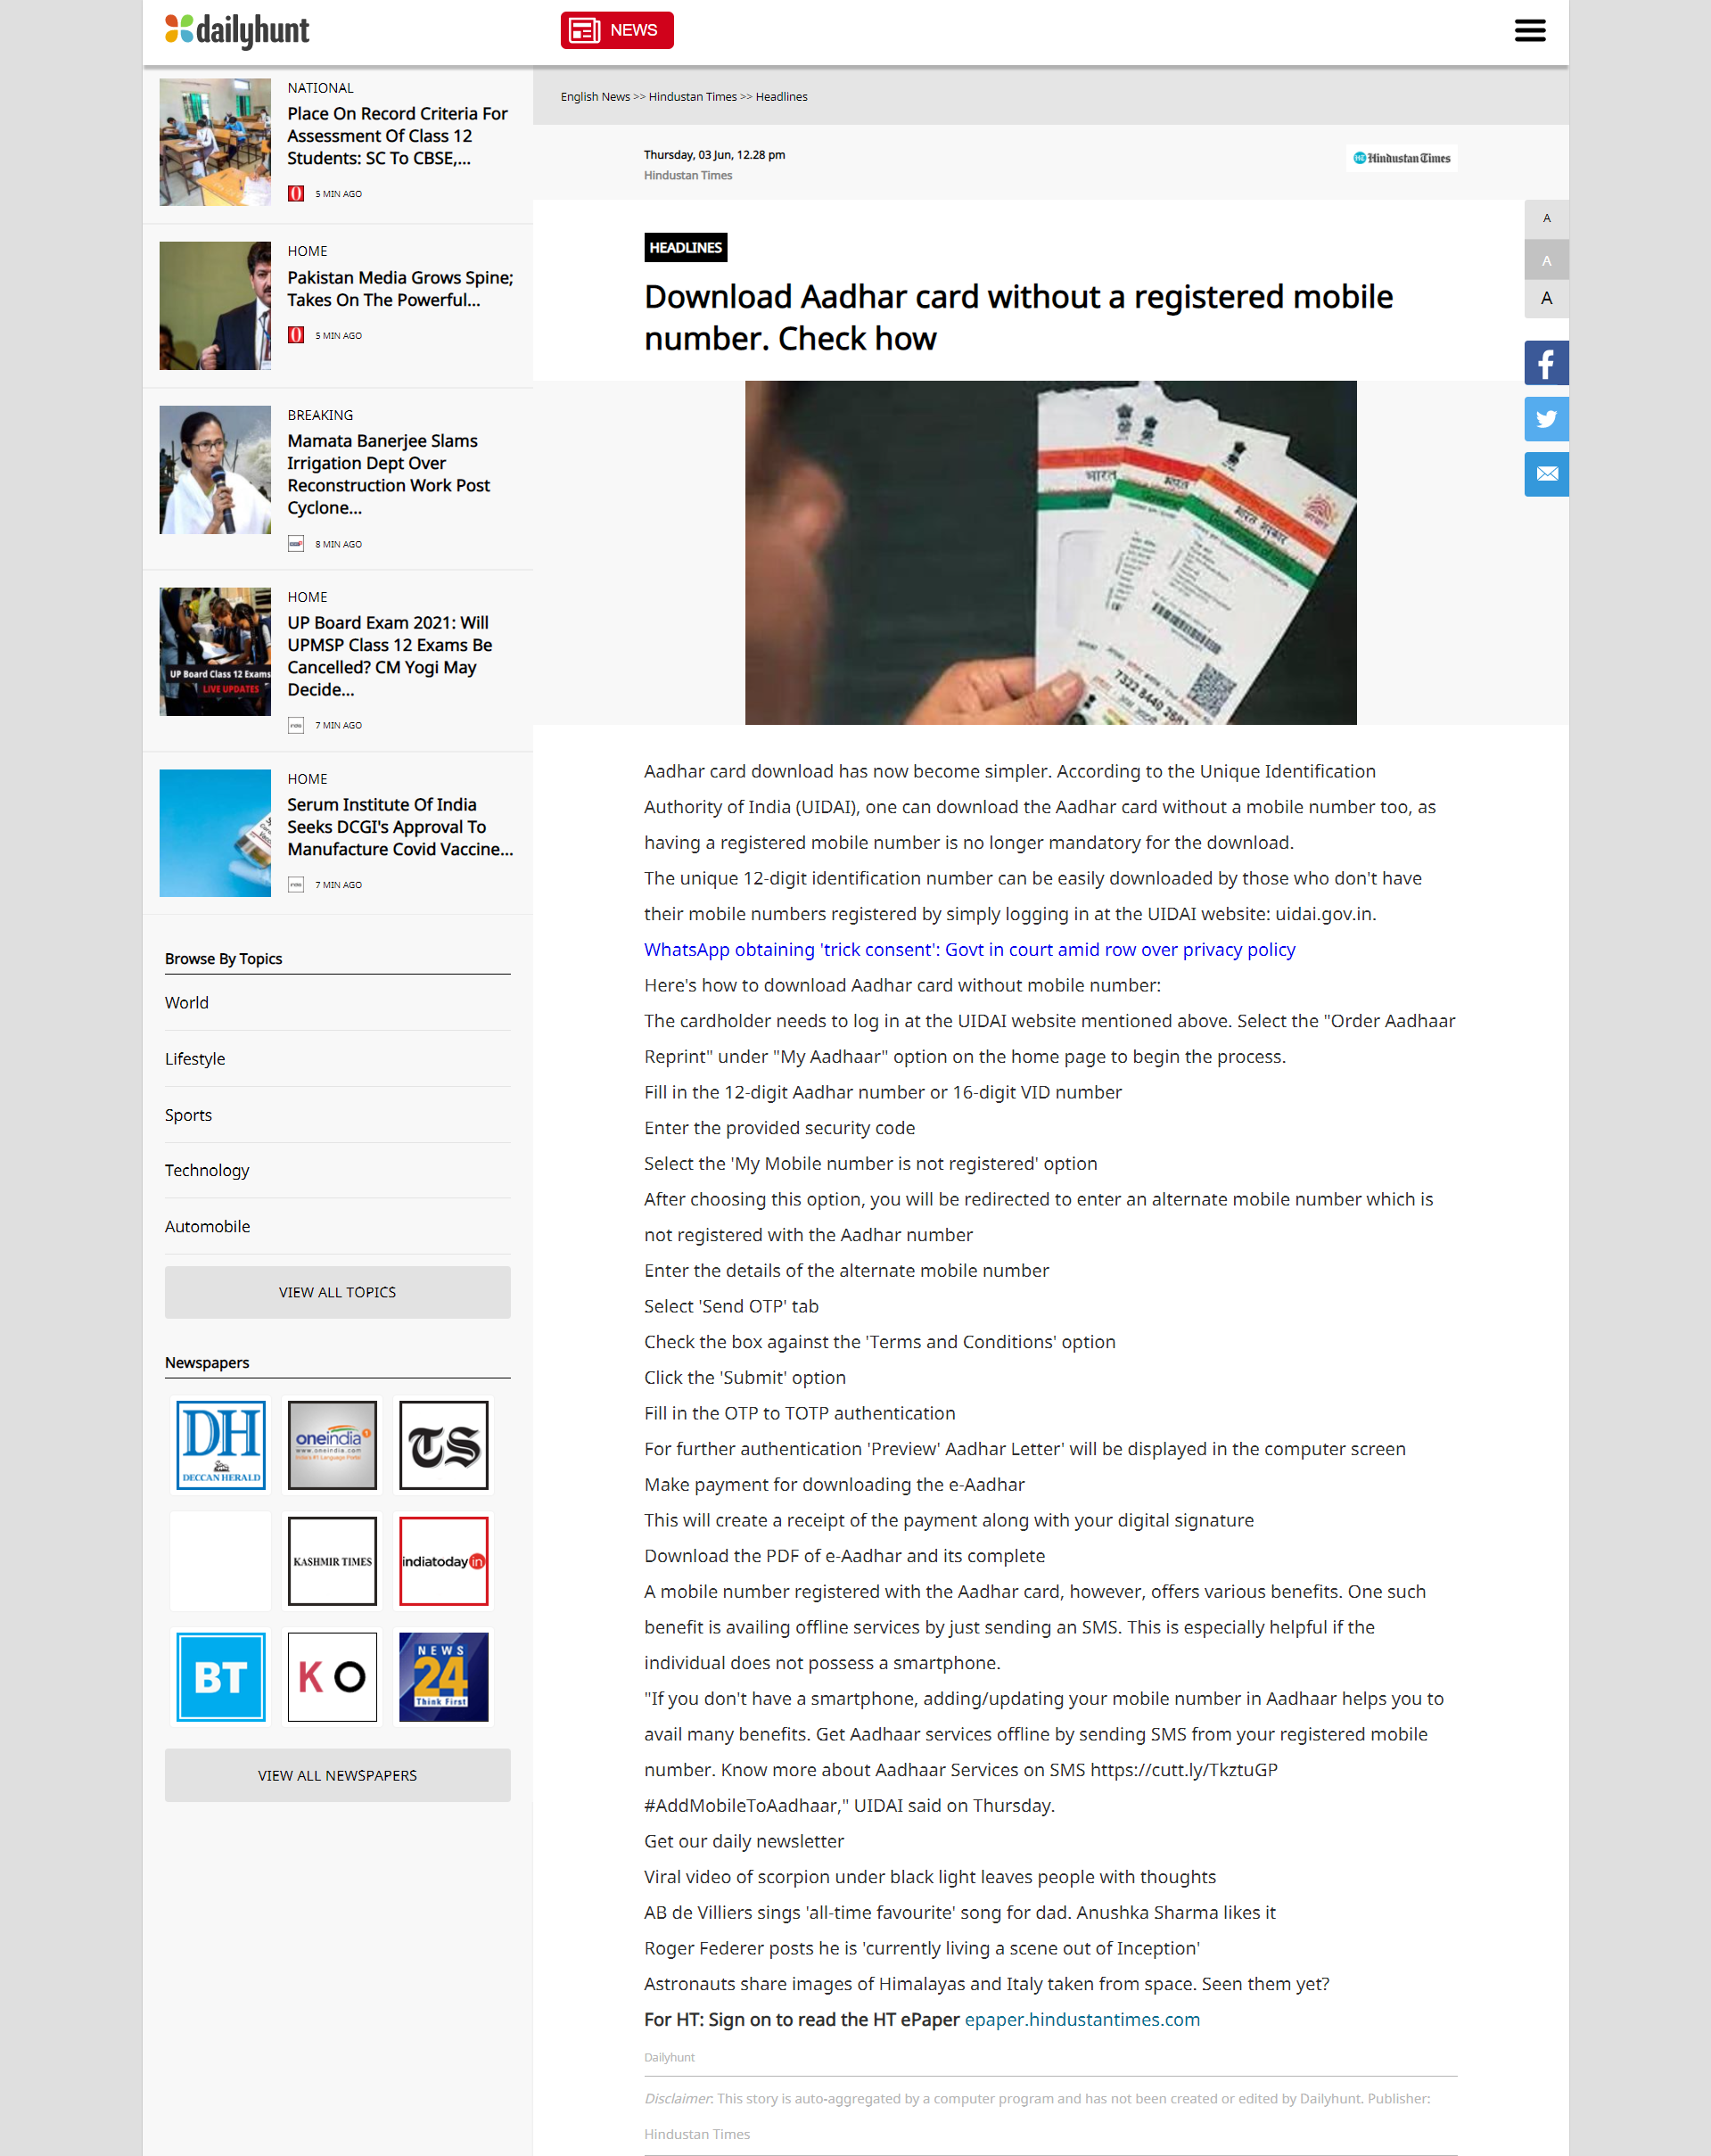 dailyhunt
NEWS
NATIONAL
Place On Record Criteria For
Assessment Of Class 12
Students: SC To CBSE,...
5 MIN AGO
HOME
Pakistan Media Grows Spine;
Takes On The Powerful...
5 MIN AGO
BREAKING
Mamata Banerjee Slams
Irrigation Dept Over
Reconstruction Work Post
Cyclone...
8 MIN AGO
HOME
UP Board Exam 2021: Will
UPMSP Class 12 Exams Be
Cancelled? CM Yogi May
Decide...
UP Board Class 12 Exams
LIVE UPDATES
7 MIN AGO
HOME
Serum Institute Of India
Seeks DCGI's Approval To
Manufacture Covid Vaccine...
7 MIN AGO
Browse By Topics
World
Lifestyle
Sports
Technology
Automobile
VIEW ALL TOPICS
Newspapers
DH
DECCAN HERALD
oneindia
www.oneindia.com
TS
KASHMIR TIMES
indiatoday in
BT
K O
NEWS
24
Think First
VIEW ALL NEWSPAPERS
English News >> Hindustan Times >> Headlines
Thursday, 03 Jun, 12.28 pm
Hindustan Times
HT Hindustan Times
A
A
A
HEADLINES
Download Aadhar card without a registered mobile
number. Check how
भारत
भारत
भारत सरकार
Aadhar card download has now become simpler. According to the Unique Identification
Authority of India (UIDAI), one can download the Aadhar card without a mobile number too, as
having a registered mobile number is no longer mandatory for the download.
The unique 12-digit identification number can be easily downloaded by those who don't have
their mobile numbers registered by simply logging in at the UIDAI website: uidai.gov.in.
WhatsApp obtaining 'trick consent': Govt in court amid row over privacy policy
Here's how to download Aadhar card without mobile number:
The cardholder needs to log in at the UIDAI website mentioned above. Select the "Order Aadhaar
Reprint" under "My Aadhaar" option on the home page to begin the process.
Fill in the 12-digit Aadhar number or 16-digit VID number
Enter the provided security code
Select the 'My Mobile number is not registered' option
After choosing this option, you will be redirected to enter an alternate mobile number which is
not registered with the Aadhar number
Enter the details of the alternate mobile number
Select 'Send OTP' tab
Check the box against the 'Terms and Conditions' option
Click the 'Submit' option
Fill in the OTP to TOTP authentication
For further authentication 'Preview' Aadhar Letter' will be displayed in the computer screen
Make payment for downloading the e-Aadhar
This will create a receipt of the payment along with your digital signature
Download the PDF of e-Aadhar and its complete
A mobile number registered with the Aadhar card, however, offers various benefits. One such
benefit is availing offline services by just sending an SMS. This is especially helpful if the
individual does not possess a smartphone.
"If you don't have a smartphone, adding/updating your mobile number in Aadhaar helps you to
avail many benefits. Get Aadhaar services offline by sending SMS from your registered mobile
number. Know more about Aadhaar Services on SMS https://cutt.ly/TkztuGP
#AddMobileToAadhaar," UIDAI said on Thursday.
Get our daily newsletter
Viral video of scorpion under black light leaves people with thoughts
AB de Villiers sings 'all-time favourite' song for dad. Anushka Sharma likes it
Roger Federer posts he is 'currently living a scene out of Inception'
Astronauts share images of Himalayas and Italy taken from space. Seen them yet?
For HT: Sign on to read the HT ePaper epaper.hindustantimes.com
Dailyhunt
Disclaimer: This story is auto-aggregated by a computer program and has not been created or edited by Dailyhunt. Publisher:
Hindustan Times